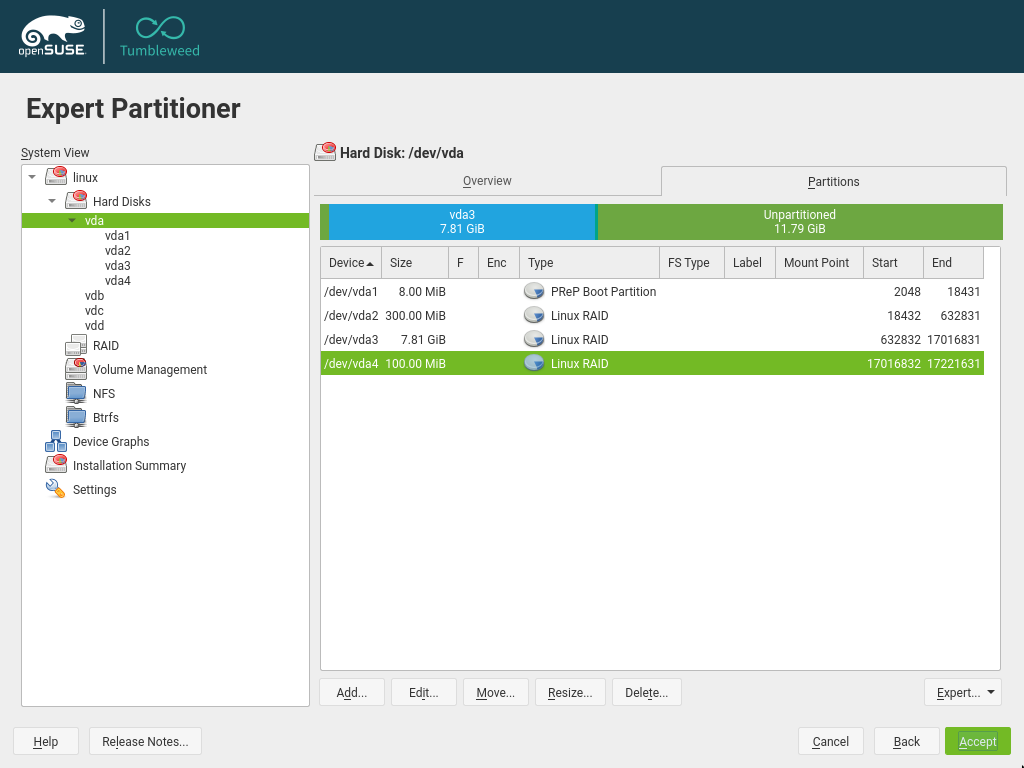 openSUSE. Tumbleweed
Expert Partitioner
System View
linux
Hard Disks
vda
vda1
vda2
vda3
vda4
vdb
vdc
vdd
RAID
Volume Management
NFS
Btrfs
Device Graphs
Installation Summary
Settings
Hard Disk: /dev/vda
Overview Partitions
vda3 Unpartitioned
7.81 GiB 11.79 GiB
Device Size F Enc Type FS Type Label Mount Point Start End
/dev/vda1 8.00 MiB PReP Boot Partition 2048 18431
/dev/vda2 300.00 MiB Linux RAID 18432 632831
/dev/vda3 7.81 GiB Linux RAID 632832 17016831
/dev/vda4 100.00 MiB Linux RAID 17016832 17221631
Add... Edit... Move... Resize... Delete... Expert...
Help Release Notes... Cancel Back Accept